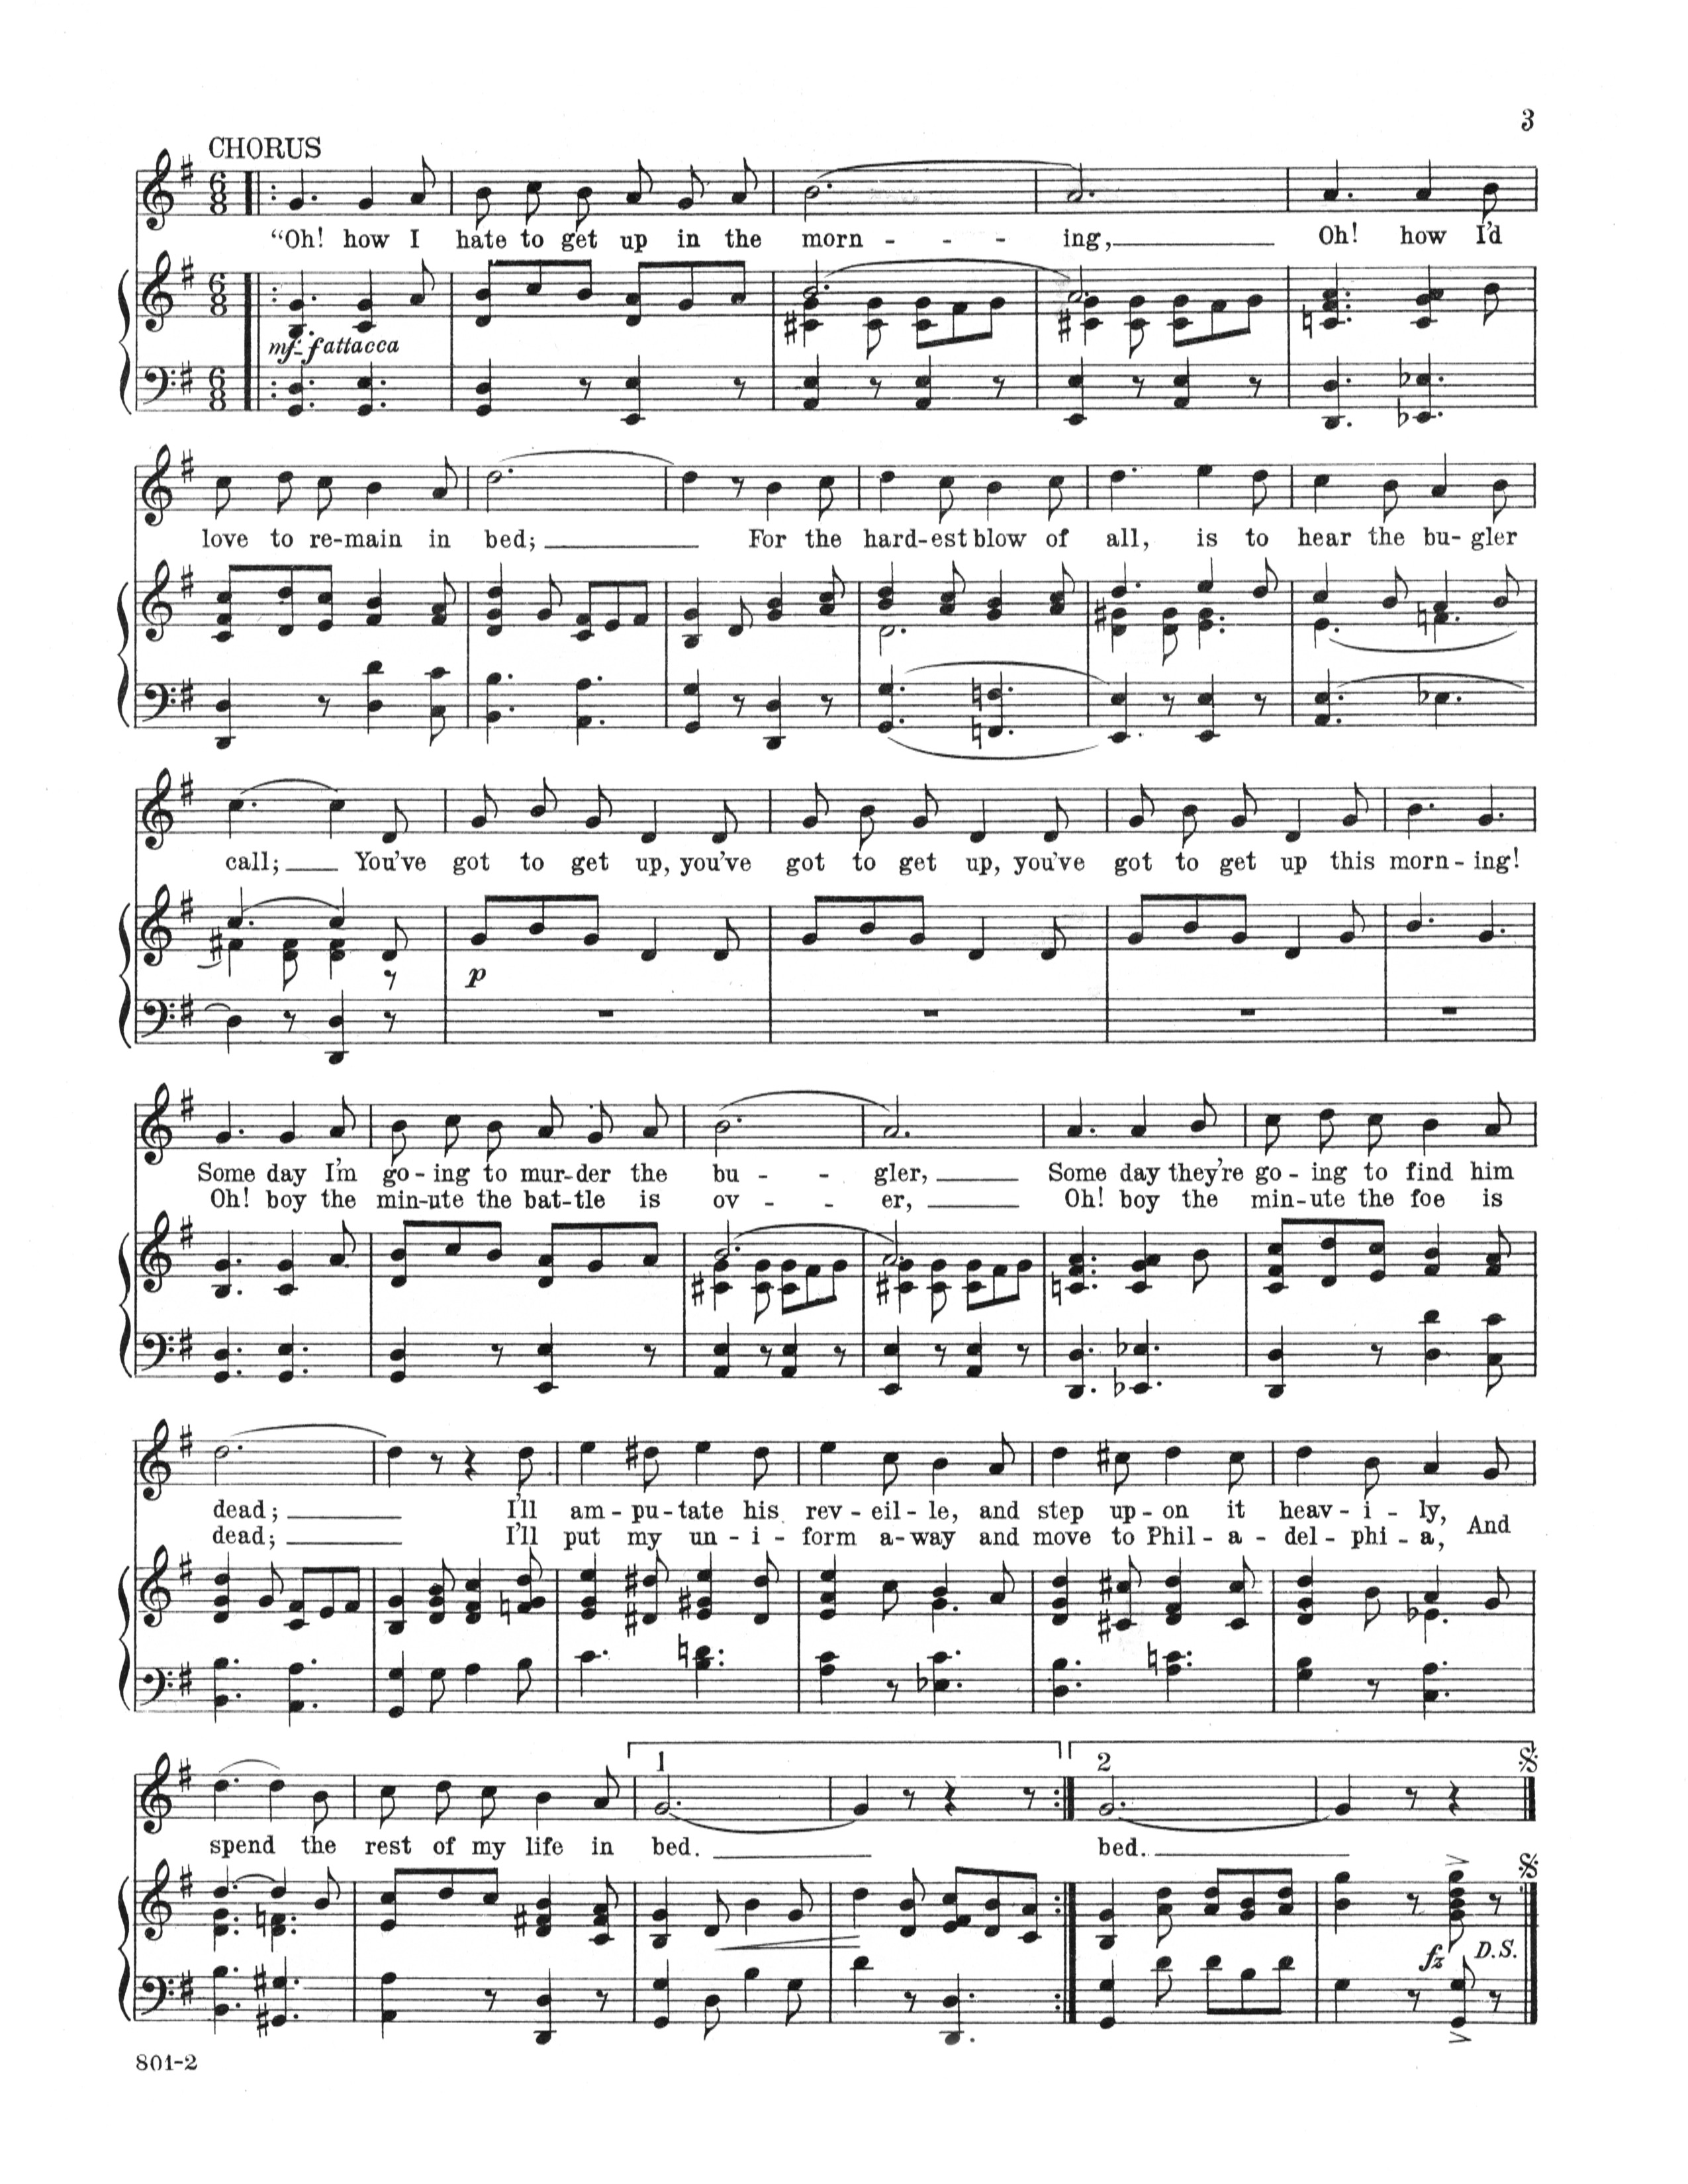 3
CHORUS
6 8
“Oh! how I hate to get up in the morn - - - ing, Oh! how I'd
6 8
mf-f attacca
6 8
love to re-main in bed; For the hard-est blow of all, is to hear the bu-gler
call; You've got to get up, you've got to get up, you've got to get up this morn-ing!
p
Some day I'm go-ing to mur-der the bu - - gler, Some day they're go-ing to find him
Oh! boy the min-ute the bat-tle is ov - - er, Oh! boy the min-ute the foe is
dead; I'll am-pu-tate his rev-eil-le, and step up-on it heav-i-ly,
dead; I'll put my un-i-form a-way and move to Phil-a-del-phi-a, And
1 2
spend the rest of my life in bed. bed.
fz D.S.
801-2